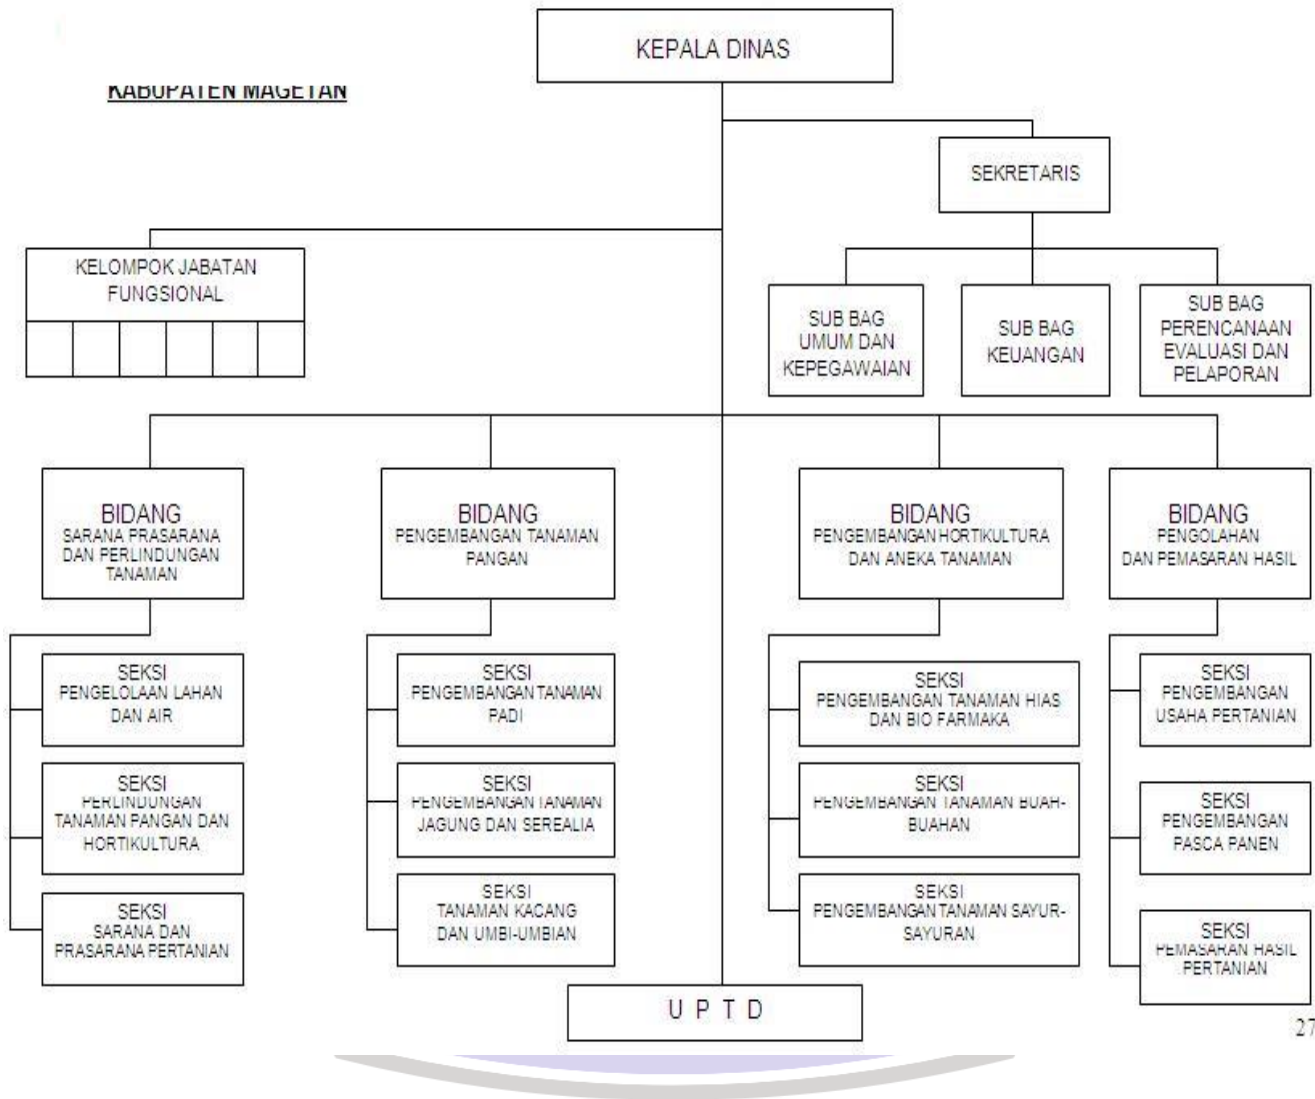 KEPALA DINAS
KABUPATEN MAGETAN
SEKRETARIS
KELOMPOK JABATAN
FUNGSIONAL
SUB BAG
UMUM DAN
KEPEGAWAIAN
SUB BAG
KEUANGAN
SUB BAG
PERENCANAAN
EVALUASI DAN
PELAPORAN
BIDANG
SARANA PRASARANA
DAN PERLINDUNGAN
TANAMAN
BIDANG
PENGEMBANGAN TANAMAN
PANGAN
BIDANG
PENGEMBANGAN HORTIKULTURA
DAN ANEKA TANAMAN
BIDANG
PENGOLAHAN
DAN PEMASARAN HASIL
SEKSI
PENGELOLAAN LAHAN
DAN AIR
SEKSI
PERLINDUNGAN
TANAMAN PANGAN DAN
HORTIKULTURA
SEKSI
SARANA DAN
PRASARANA PERTANIAN
SEKSI
PENGEMBANGAN TANAMAN
PADI
SEKSI
PENGEMBANGAN TANAMAN
JAGUNG DAN SEREALIA
SEKSI
TANAMAN KACANG
DAN UMBI-UMBIAN
SEKSI
PENGEMBANGAN TANAMAN HIAS
DAN BIO FARMAKA
SEKSI
PENGEMBANGAN TANAMAN BUAH-
BUAHAN
SEKSI
PENGEMBANGAN TANAMAN SAYUR-
SAYURAN
SEKSI
PENGEMBANGAN
USAHA PERTANIAN
SEKSI
PENGEMBANGAN
PASCA PANEN
SEKSI
PEMASARAN HASIL
PERTANIAN
U P T D
27